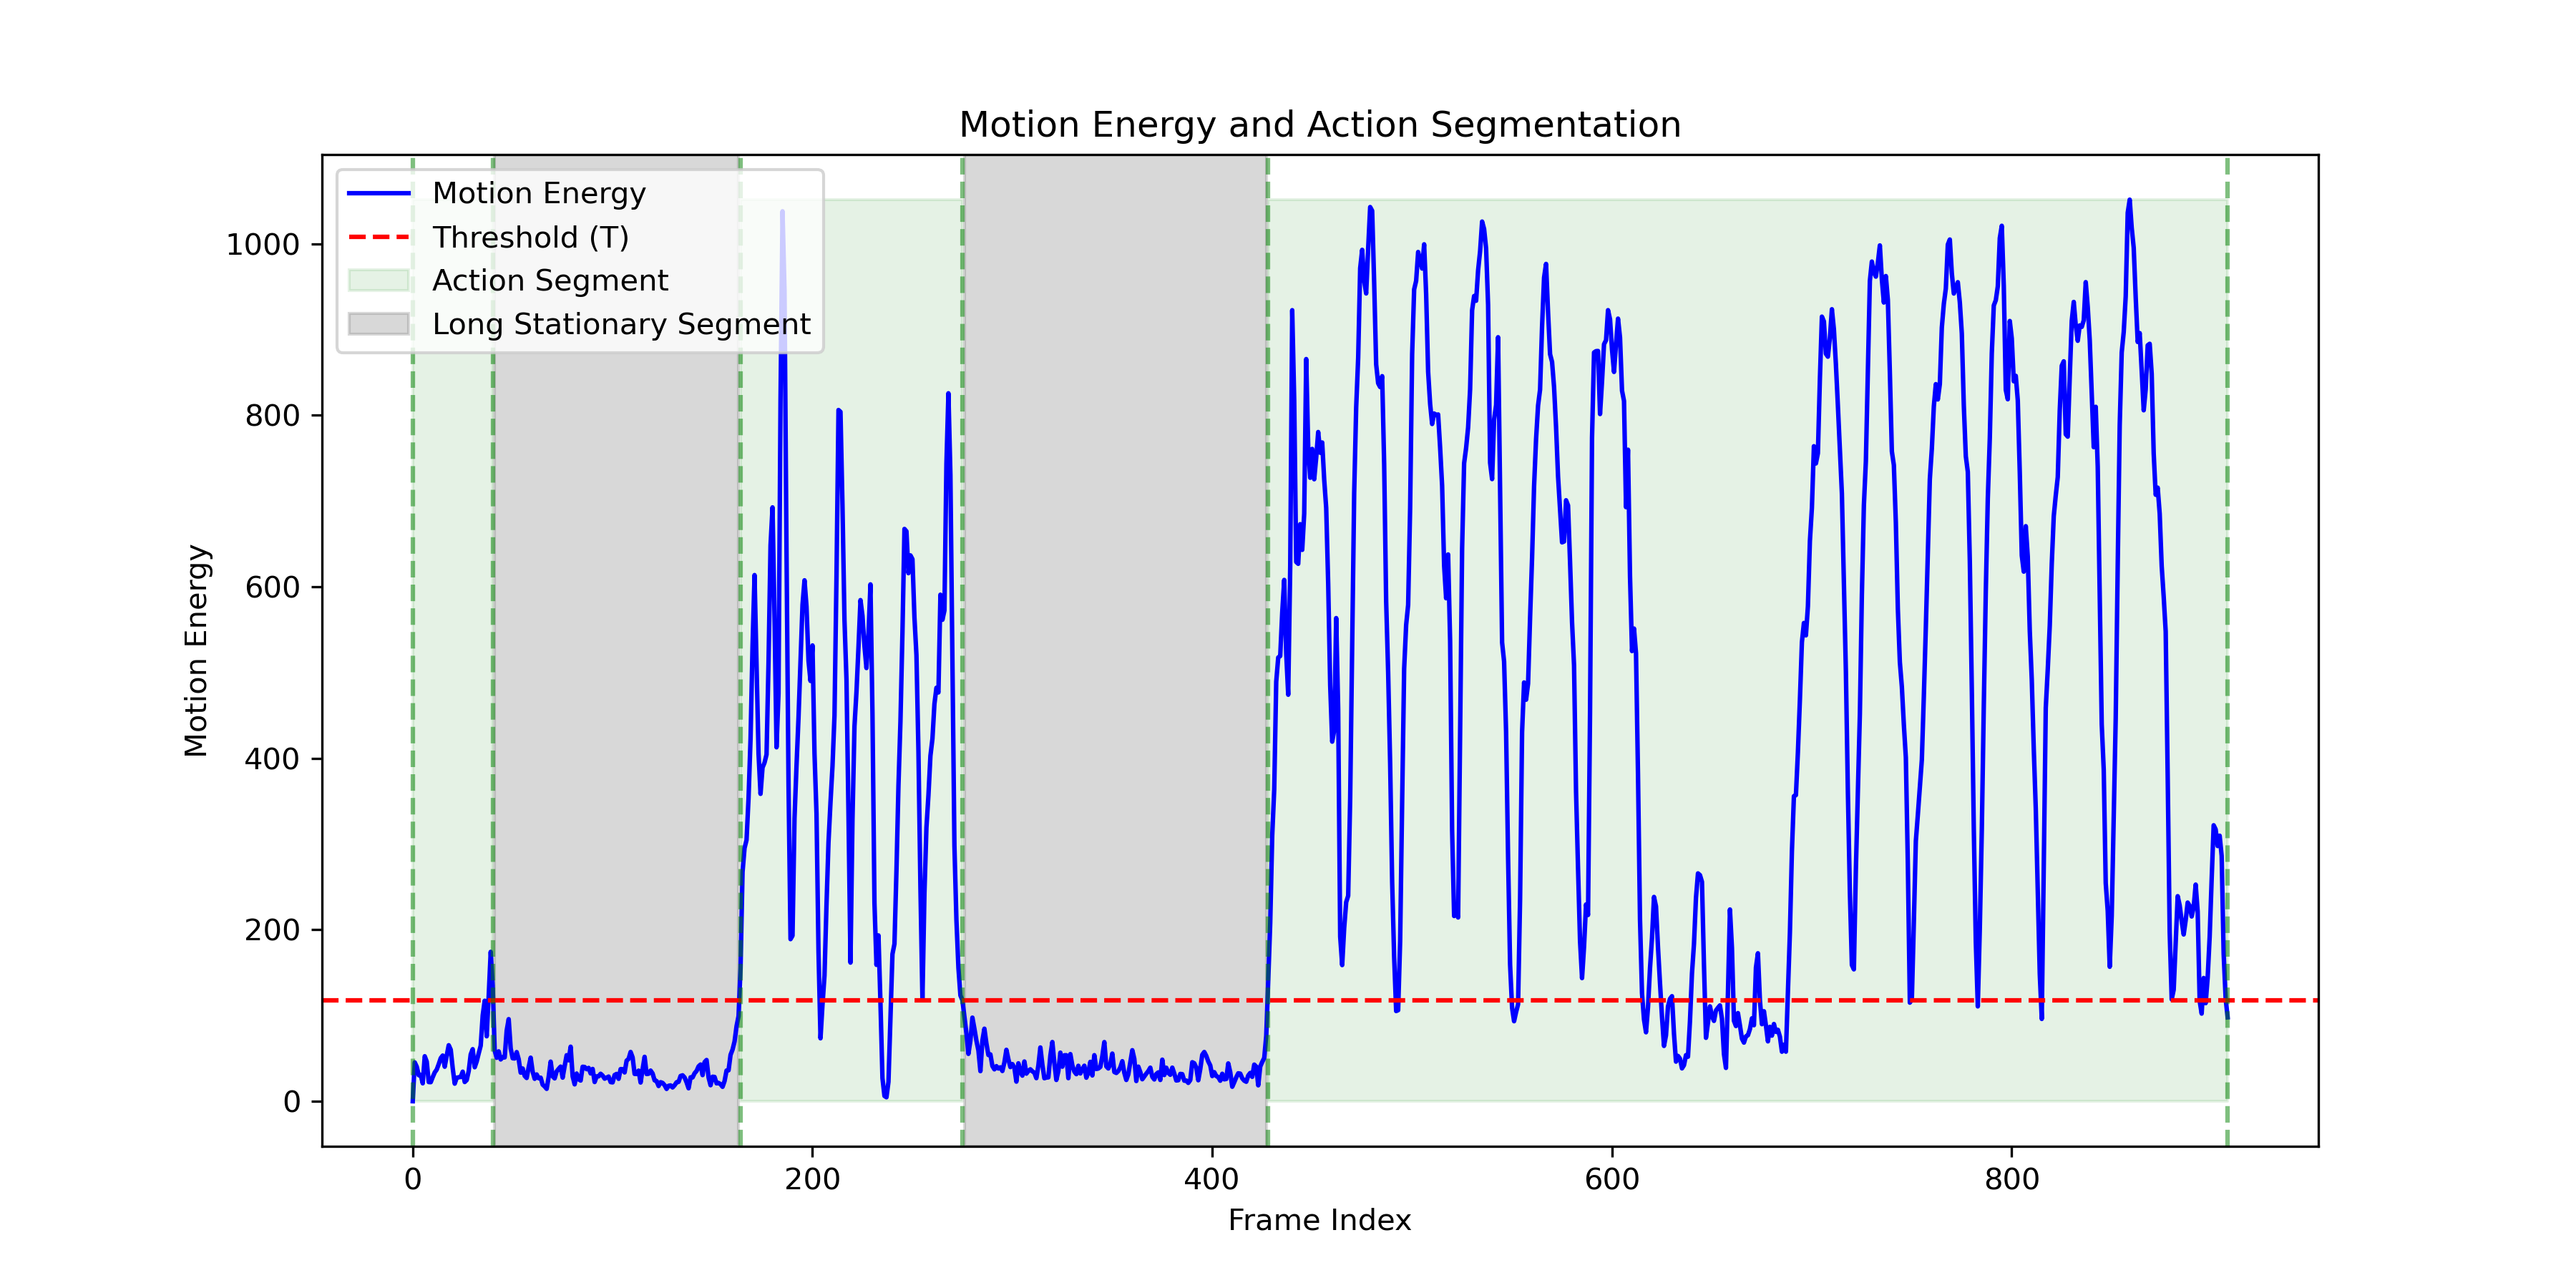 Motion Energy and Action Segmentation
Motion Energy
Threshold (T)
Action Segment
Long Stationary Segment
Motion Energy
1000
800
600
400
200
0
0
200
400
600
800
Frame Index